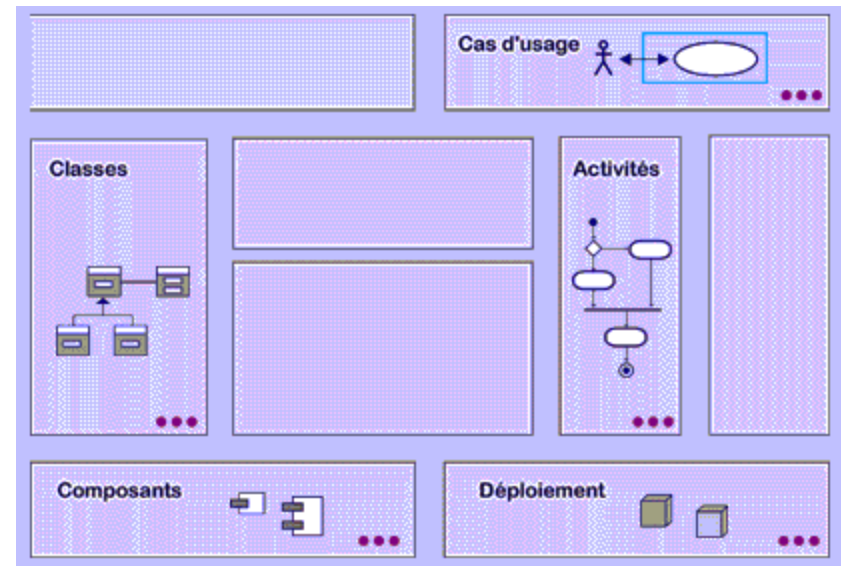 Cas d'usage
Classes
Activités
Composants
Déploiement